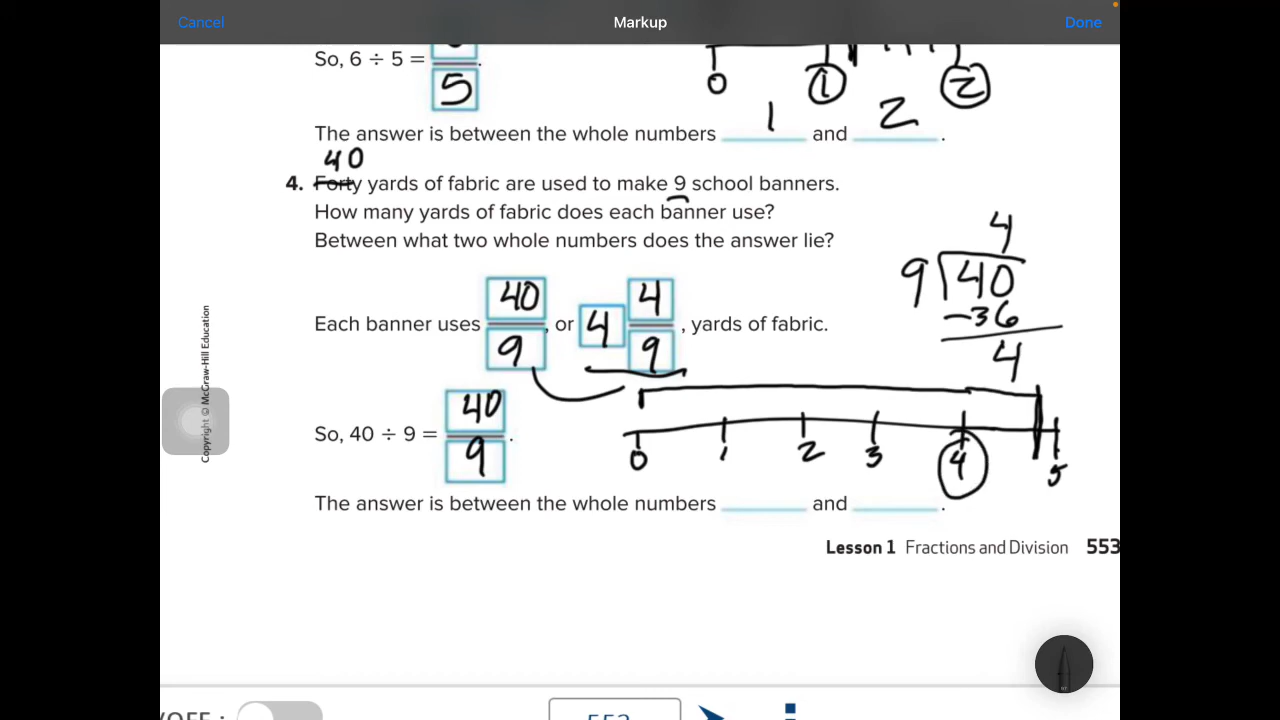 Cancel Markup Done
So, 6 ÷ 5 = 5.
0 1 2
The answer is between the whole numbers 1 and 2.
40
4. Forty yards of fabric are used to make 9 school banners.
How many yards of fabric does each banner use?
Between what two whole numbers does the answer lie?
4
9 40
-36
4
Each banner uses 40/9, or 4 4/9, yards of fabric.
So, 40 ÷ 9 = 40/9.
0 1 2 3 4 5
The answer is between the whole numbers ______ and ______.
Lesson 1 Fractions and Division 553
Copyright © McGraw-Hill Education
/OFF :
553